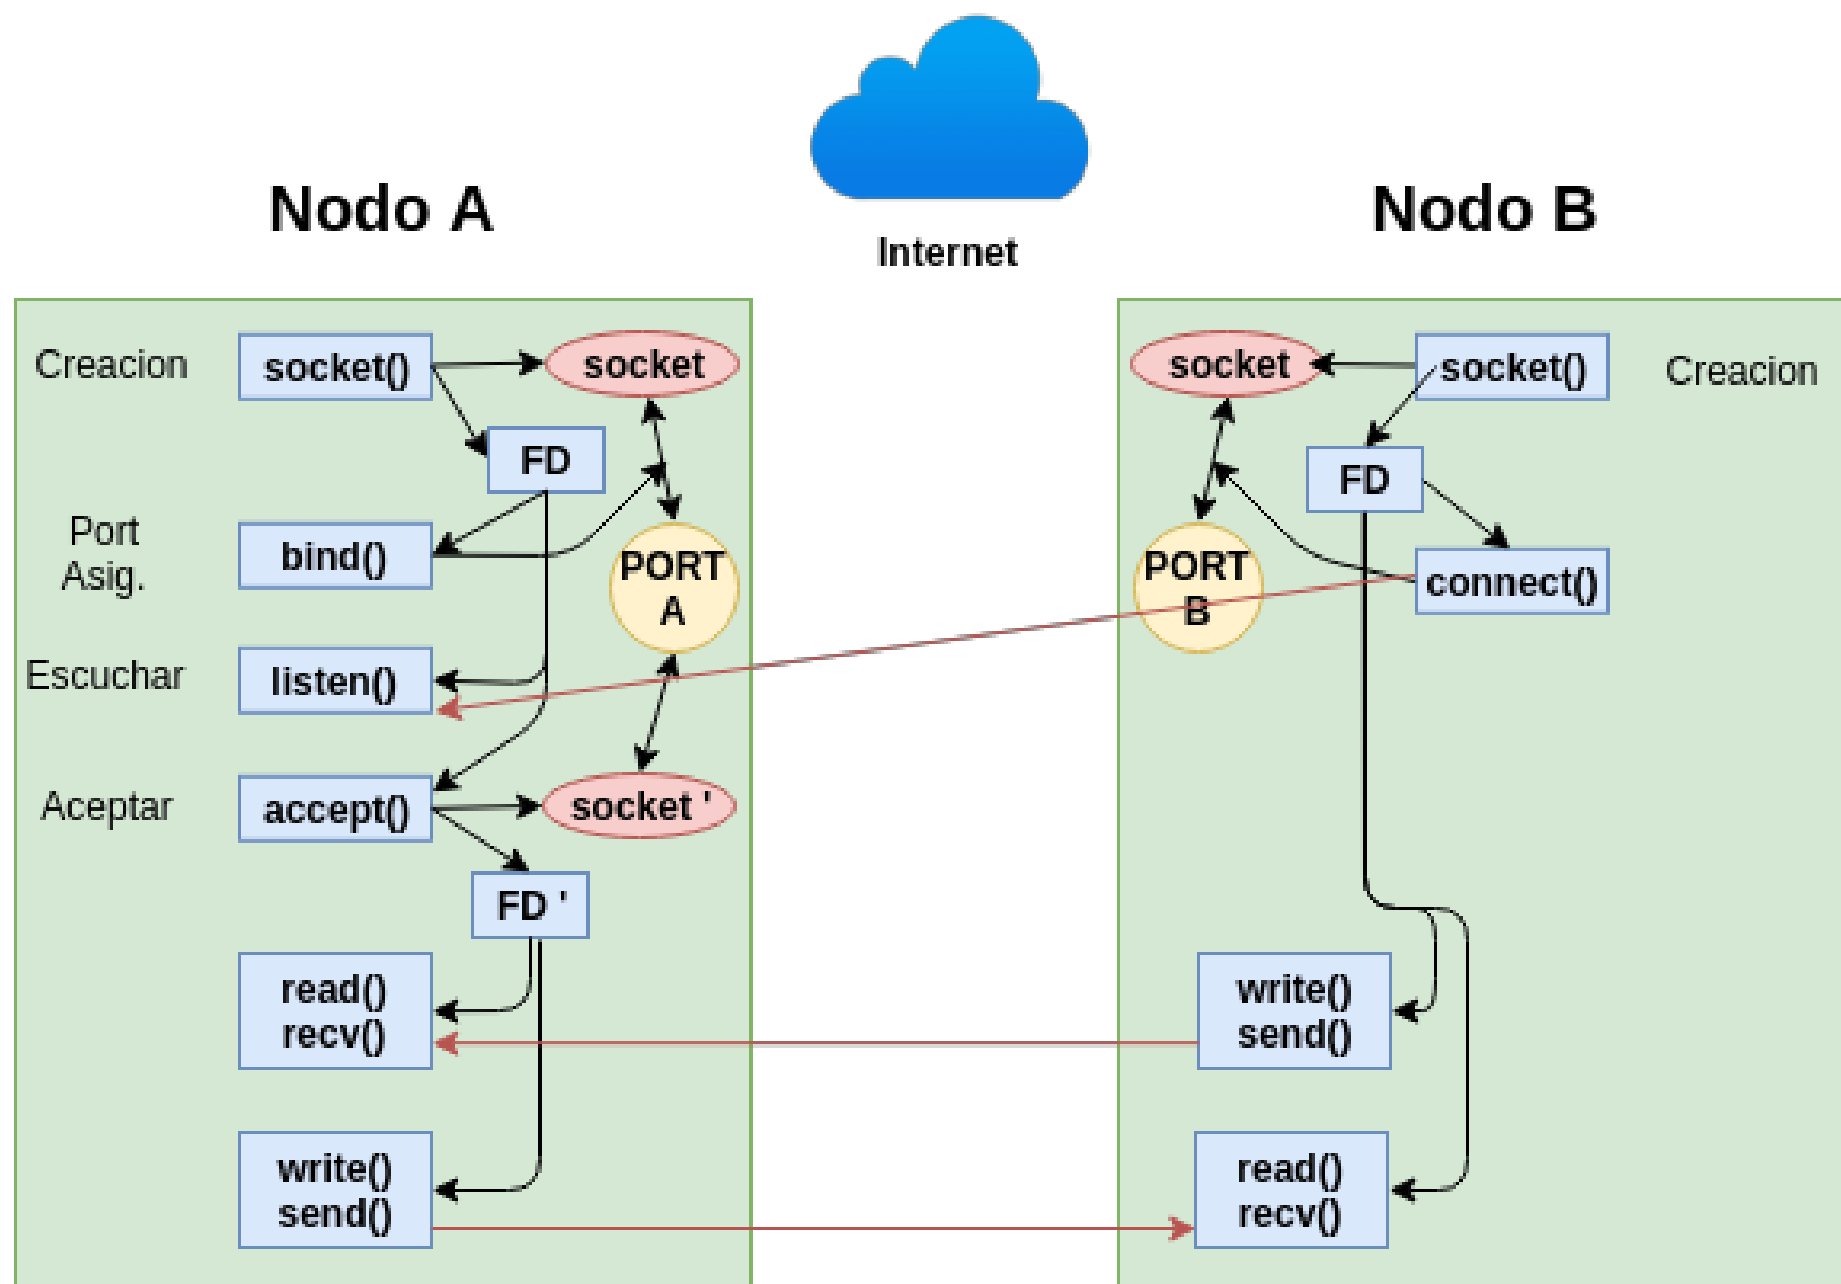 Nodo A
Internet
Nodo B
Creacion
socket()
socket
FD
Port
Asig.
bind()
PORT
A
Escuchar
listen()
Aceptar
accept()
socket '
FD '
read()
recv()
write()
send()
socket
socket()
Creacion
FD
PORT
B
connect()
write()
send()
read()
recv()